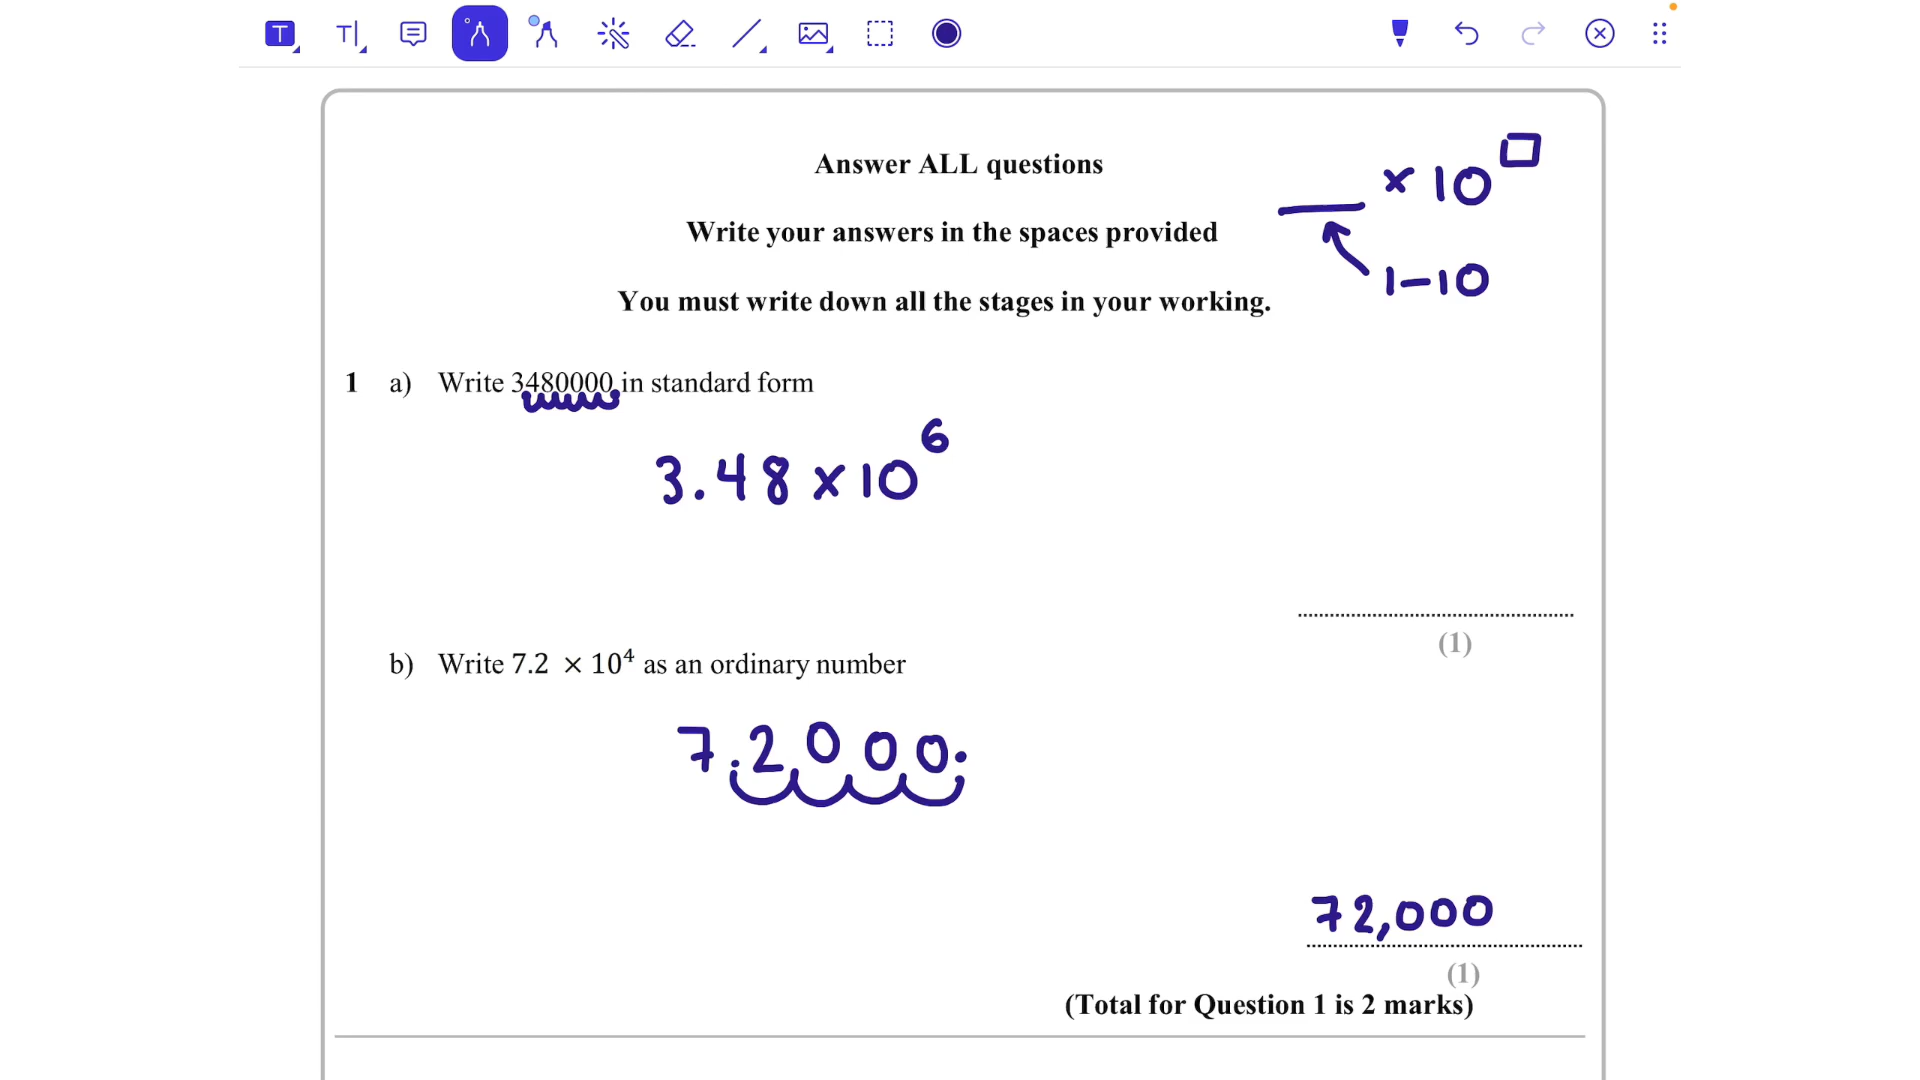 Answer ALL questions
× 10^□
Write your answers in the spaces provided
1-10
You must write down all the stages in your working.
1 a) Write 3480000 in standard form
3.48 × 10⁶
(1)
b) Write 7.2 × 10⁴ as an ordinary number
7.2000.
72,000
(1)
(Total for Question 1 is 2 marks)